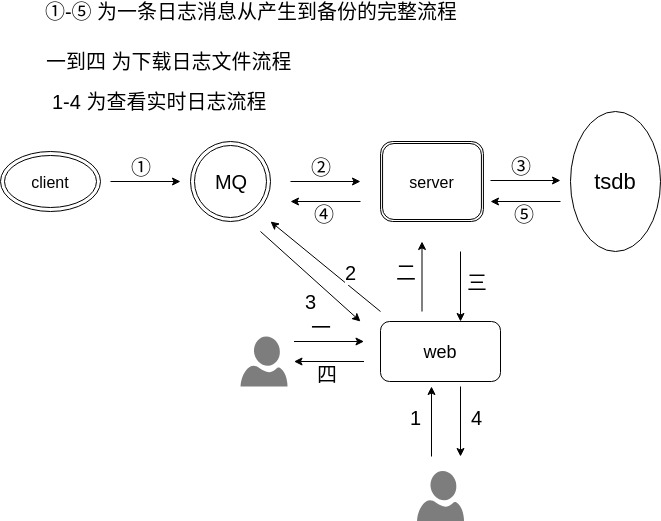 ①-⑤ 为一条日志消息从产生到备份的完整流程
一到四 为下载日志文件流程
1-4 为查看实时日志流程
client
①
MQ
②
④
server
③
⑤
tsdb
2
3
二
三
一
四
web
1
4